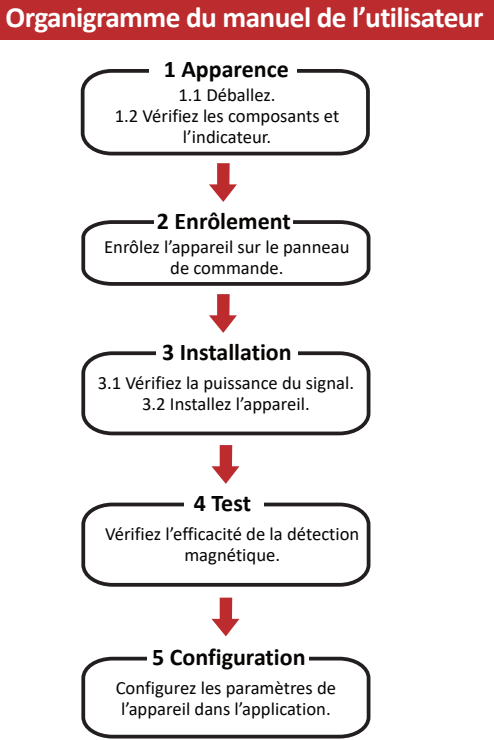 Organigramme du manuel de l’utilisateur
1 Apparence
1.1 Déballez.
1.2 Vérifiez les composants et
l’indicateur.
2 Enrôlement
Enrôlez l’appareil sur le panneau
de commande.
3 Installation
3.1 Vérifiez la puissance du signal.
3.2 Installez l’appareil.
4 Test
Vérifiez l’efficacité de la détection
magnétique.
5 Configuration
Configurez les paramètres de
l’appareil dans l’application.